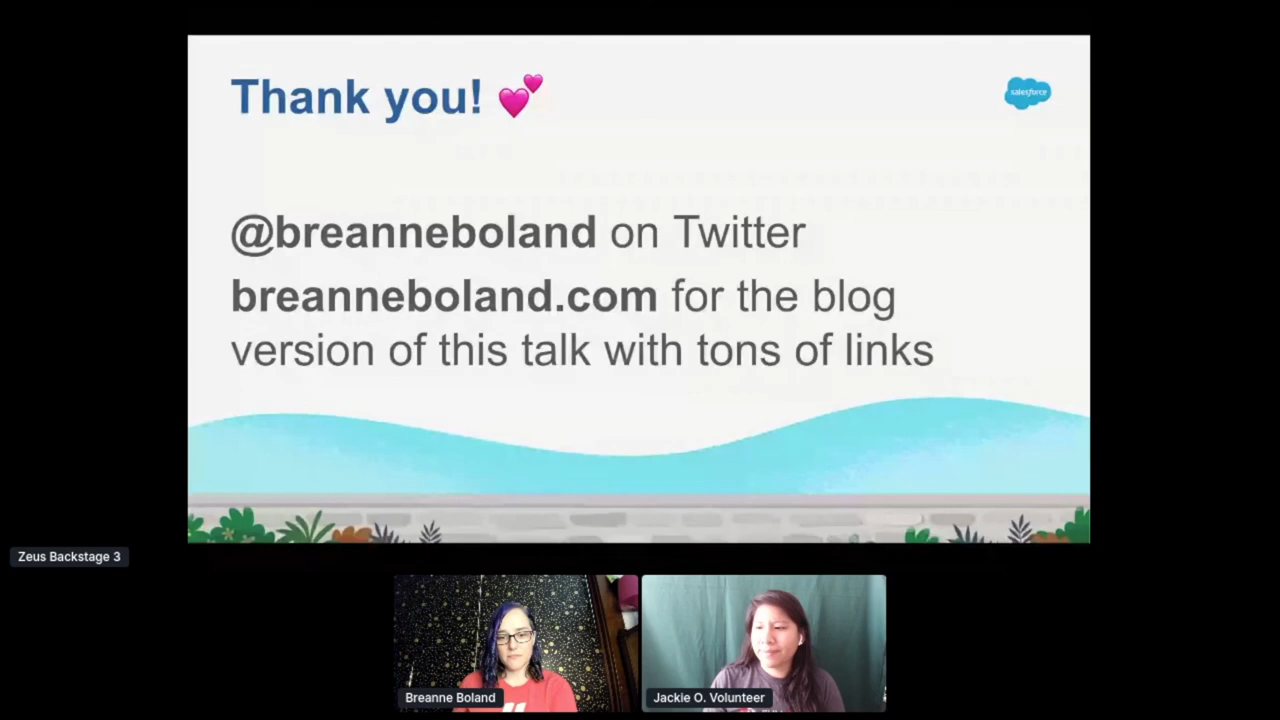 Thank you! 💕
salesforce
@breanneboland on Twitter
breanneboland.com for the blog
version of this talk with tons of links
Zeus Backstage 3
Breanne Boland
Jackie O. Volunteer